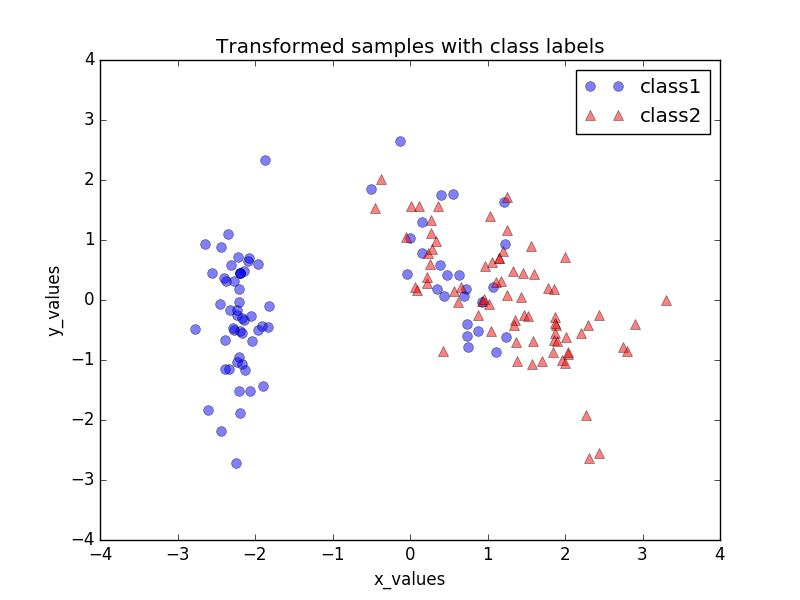 Transformed samples with class labels
class1
class2
4
3
2
1
0
−1
−2
−3
−4
y_values
−4 −3 −2 −1 0 1 2 3 4
x_values